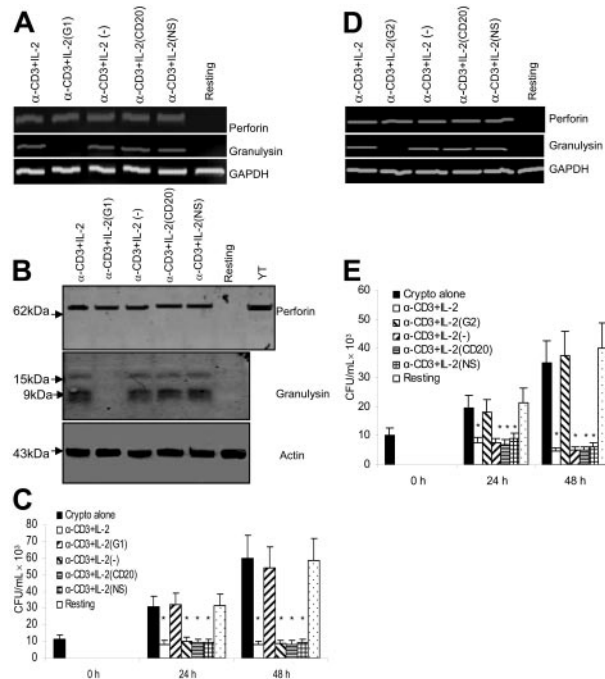 A
α-CD3+IL-2
α-CD3+IL-2(G1)
α-CD3+IL-2 (-)
α-CD3+IL-2(CD20)
α-CD3+IL-2(NS)
Resting
Perforin
Granulysin
GAPDH
D
α-CD3+IL-2
α-CD3+IL-2(G2)
α-CD3+IL-2 (-)
α-CD3+IL-2(CD20)
α-CD3+IL-2(NS)
Resting
Perforin
Granulysin
GAPDH
B
α-CD3+IL-2
α-CD3+IL-2(G1)
α-CD3+IL-2 (-)
α-CD3+IL-2(CD20)
α-CD3+IL-2(NS)
Resting
YT
62kDa
Perforin
15kDa
9kDa
Granulysin
43kDa
Actin
C
CFU/mL× 10³
80
70
60
50
40
30
20
10
0
Crypto alone
α-CD3+IL-2
α-CD3+IL-2(G1)
α-CD3+IL-2(-)
α-CD3+IL-2(CD20)
α-CD3+IL-2(NS)
Resting
* * * *
* * * *
0 h
24 h
48 h
E
CFU/mL× 10³
60
50
40
30
20
10
0
Crypto alone
α-CD3+IL-2
α-CD3+IL-2(G2)
α-CD3+IL-2(-)
α-CD3+IL-2(CD20)
α-CD3+IL-2(NS)
Resting
* * * *
* * * *
0 h
24 h
48 h